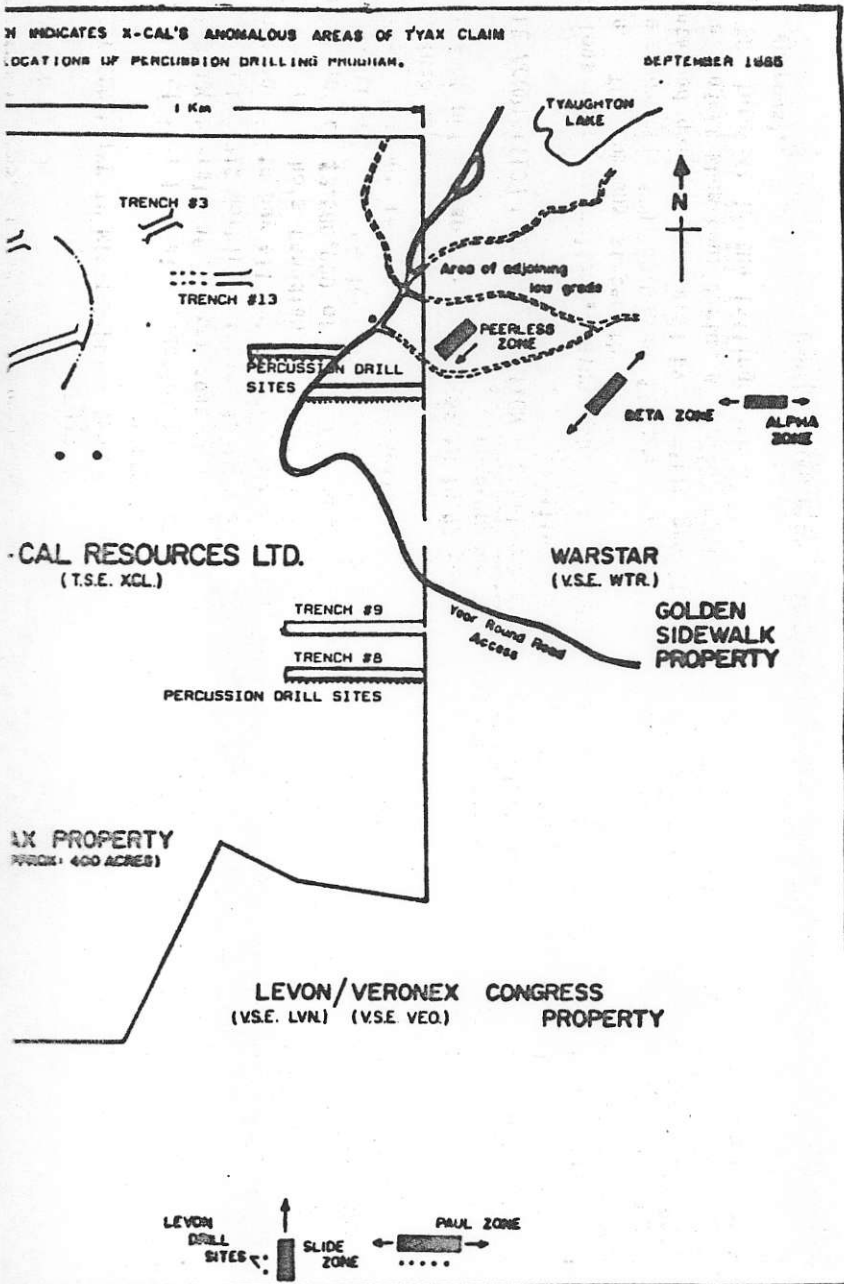 INDICATES X-CAL'S ANOMALOUS AREAS OF TYAX CLAIM
LOCATIONS OF PERCUSSION DRILLING PROGRAM.
SEPTEMBER 1985
1 Km
TYAUGHTON
LAKE
N
TRENCH #3
TRENCH #13
Area of adjoining
low grade
PEERLESS
ZONE
PERCUSSION DRILL
SITES
BETA ZONE
ALPHA
ZONE
-CAL RESOURCES LTD.
(T.S.E. XCL.)
WARSTAR
(V.S.E. WTR.)
GOLDEN
SIDEWALK
PROPERTY
TRENCH #9
Year Round Road
Access
TRENCH #8
PERCUSSION DRILL SITES
AX PROPERTY
400 ACRES)
LEVON/VERONEX CONGRESS
(V.S.E. LVN.) (V.S.E. VEO.) PROPERTY
LEVON
DRILL
SITES
SLIDE
ZONE
PAUL ZONE